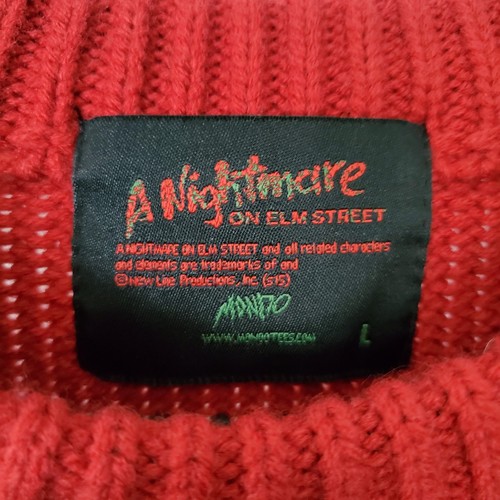 A Nightmare
ON ELM STREET
A NIGHTMARE ON ELM STREET and all related characters
and elements are trademarks of and
© New Line Productions, Inc. (S15)
MONDO
WWW.MONDOTEES.COM
L